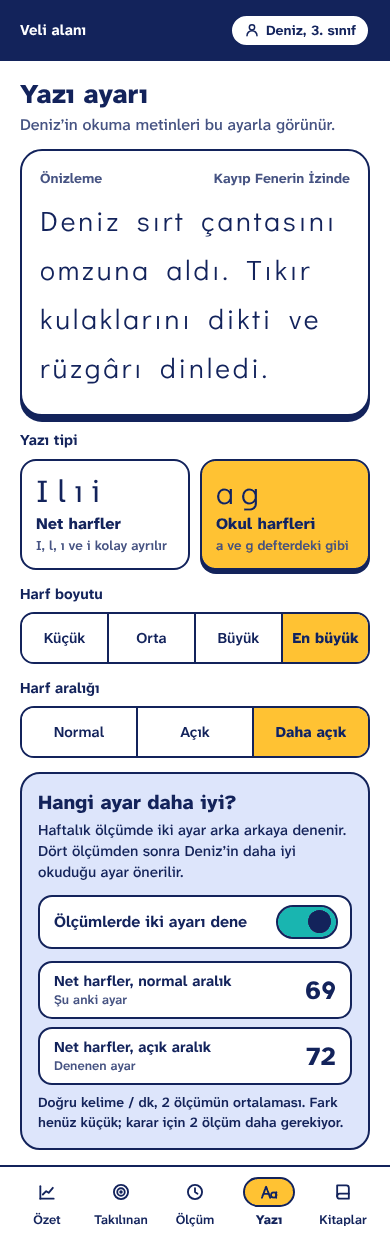 Veli alanı
Deniz, 3. sınıf
Yazı ayarı
Deniz’in okuma metinleri bu ayarla görünür.
Önizleme
Kayıp Fenerin İzinde
Deniz sırt çantasını
omzuna aldı. Tıkır
kulaklarını dikti ve
rüzgârı dinledi.
Yazı tipi
I l ı i
Net harfler
I, l, ı ve i kolay ayrılır
a g
Okul harfleri
a ve g defterdeki gibi
Harf boyutu
Küçük
Orta
Büyük
En büyük
Harf aralığı
Normal
Açık
Daha açık
Hangi ayar daha iyi?
Haftalık ölçümde iki ayar arka arkaya denenir.
Dört ölçümden sonra Deniz’in daha iyi
okuduğu ayar önerilir.
Ölçümlerde iki ayarı dene
Net harfler, normal aralık
Şu anki ayar
69
Net harfler, açık aralık
Denenen ayar
72
Doğru kelime / dk, 2 ölçümün ortalaması. Fark
henüz küçük; karar için 2 ölçüm daha gerekiyor.
Özet
Takılınan
Ölçüm
Aa
Yazı
Kitaplar